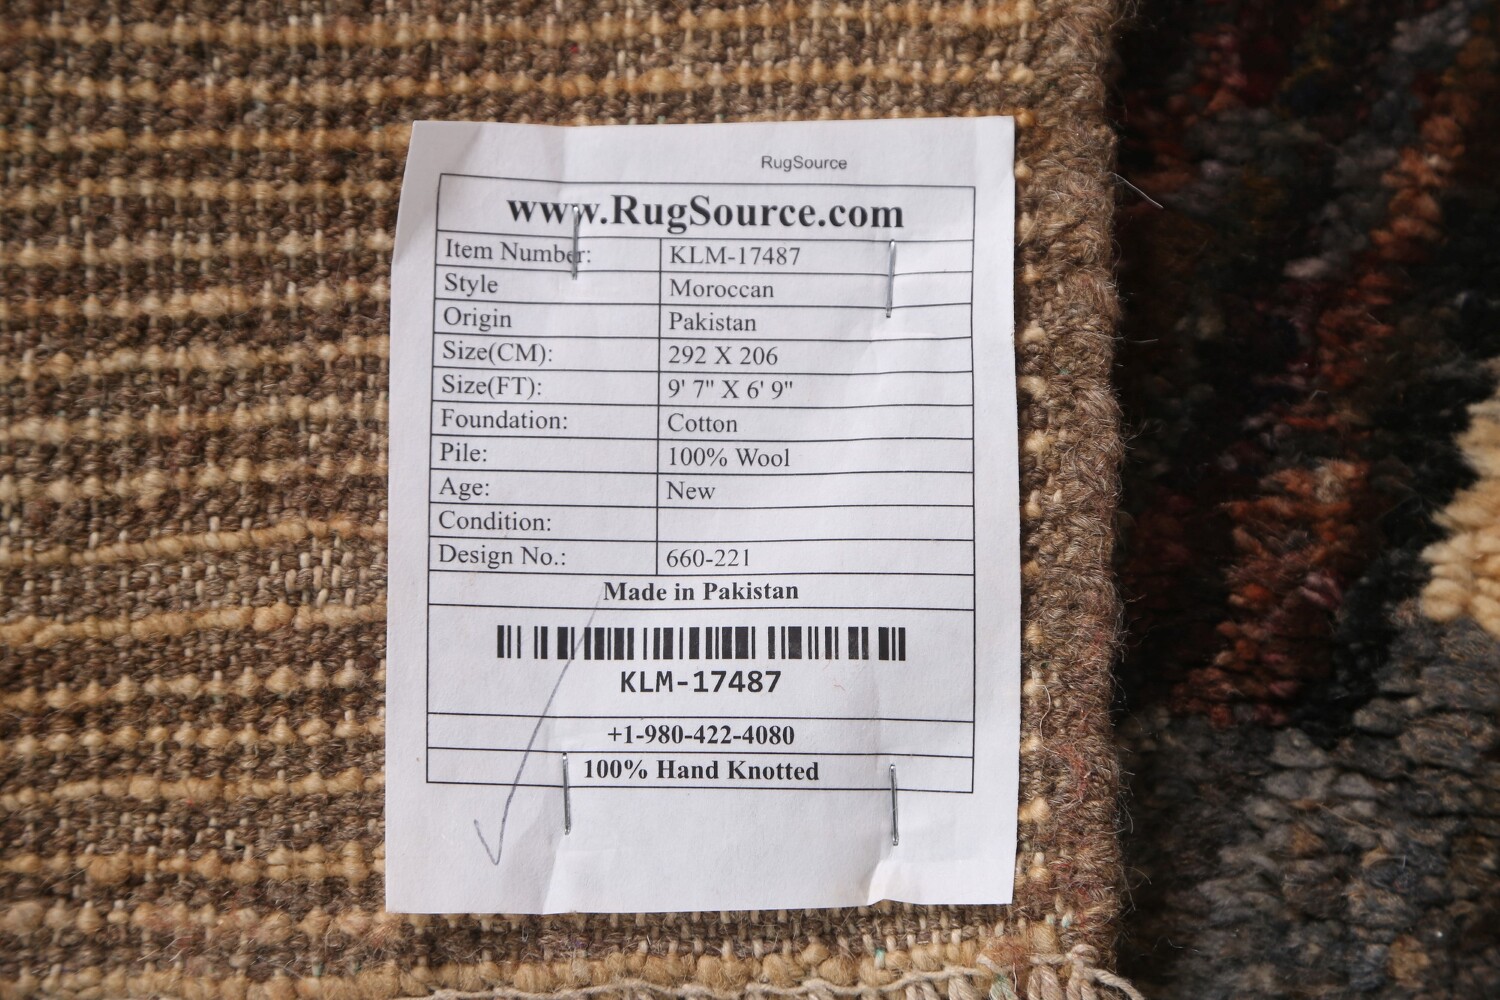 RugSource
www.RugSource.com
Item Number: KLM-17487
Style Moroccan
Origin Pakistan
Size(CM): 292 X 206
Size(FT): 9' 7" X 6' 9"
Foundation: Cotton
Pile: 100% Wool
Age: New
Condition:
Design No.: 660-221
Made in Pakistan
KLM-17487
+1-980-422-4080
100% Hand Knotted